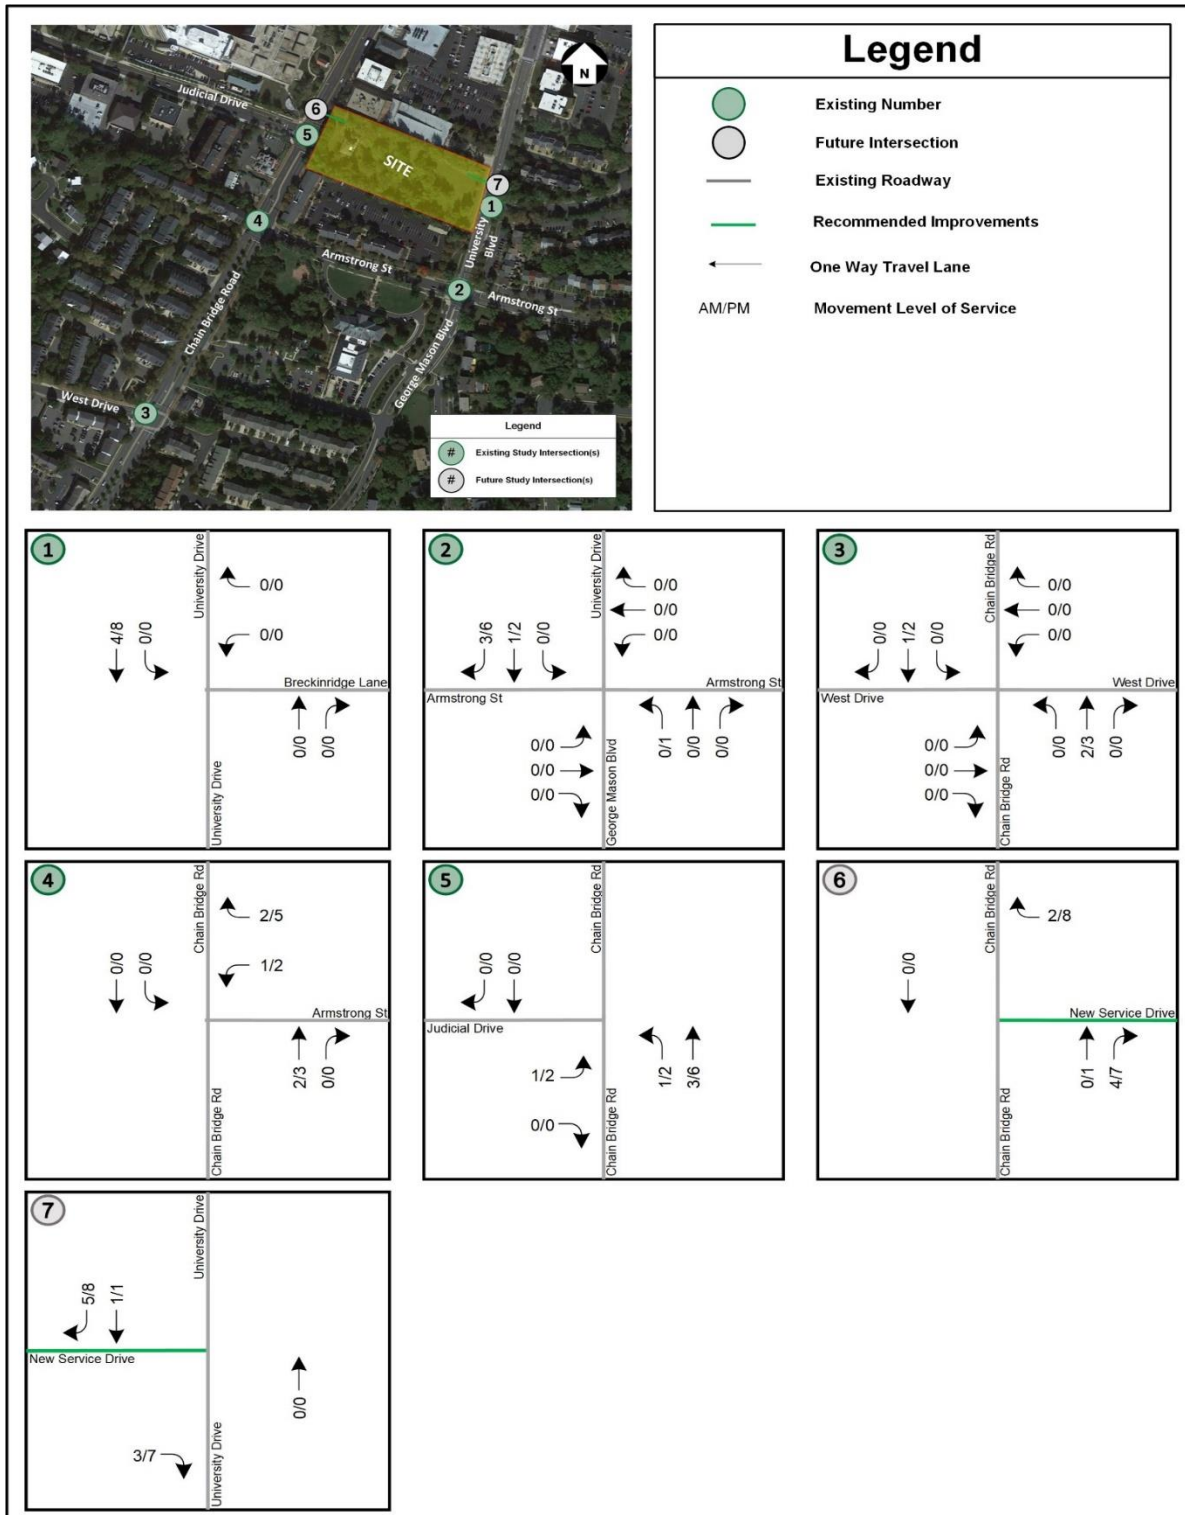 Legend
Existing Number
Future Intersection
Existing Roadway
Recommended Improvements
One Way Travel Lane
AM/PM Movement Level of Service
N
Judicial Drive
6
5
SITE
7
1
University
Blvd
4
Armstrong St
2
Armstrong St
Chain Bridge Road
George Mason Blvd
West Drive
3
Legend
# Existing Study Intersection(s)
# Future Study Intersection(s)
1
University Drive
0/0
4/8
0/0
0/0
Breckinridge Lane
0/0
0/0
University Drive
2
University Drive
0/0
0/0
0/0
3/6
1/2
0/0
Armstrong St
Armstrong St
0/0
0/0
0/0
George Mason Blvd
0/1
0/0
0/0
3
Chain Bridge Rd
0/0
0/0
0/0
0/0
1/2
0/0
West Drive
West Drive
0/0
0/0
0/0
Chain Bridge Rd
0/0
2/3
0/0
4
Chain Bridge Rd
2/5
1/2
0/0
0/0
Armstrong St
2/3
0/0
Chain Bridge Rd
5
Chain Bridge Rd
0/0
0/0
Judicial Drive
1/2
0/0
Chain Bridge Rd
1/2
3/6
6
Chain Bridge Rd
2/8
0/0
New Service Drive
0/1
4/7
Chain Bridge Rd
7
University Drive
5/8
1/1
New Service Drive
0/0
3/7
University Drive